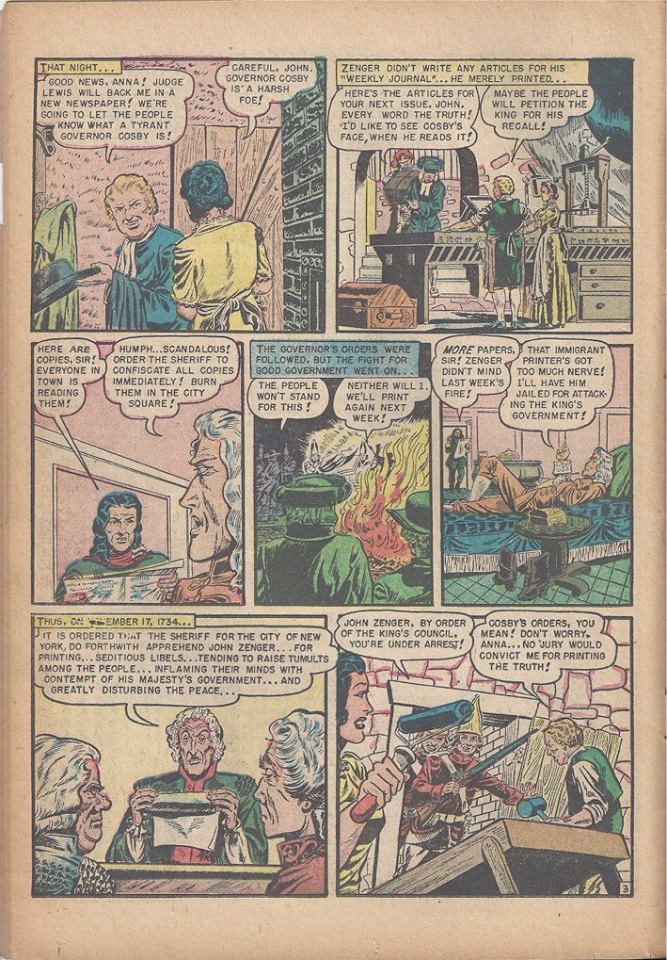 THAT NIGHT...
GOOD NEWS, ANNA! JUDGE
LEWIS WILL BACK ME IN A
NEW NEWSPAPER! WE'RE
GOING TO LET THE PEOPLE
KNOW WHAT A TYRANT
GOVERNOR COSBY IS!
CAREFUL, JOHN.
GOVERNOR COSBY
IS A HARSH
FOE!
ZENGER DIDN'T WRITE ANY ARTICLES FOR HIS
"WEEKLY JOURNAL"... HE MERELY PRINTED...
HERE'S THE ARTICLES FOR
YOUR NEXT ISSUE, JOHN.
EVERY WORD THE TRUTH!
I'D LIKE TO SEE COSBY'S
FACE, WHEN HE READS IT!
MAYBE THE PEOPLE
WILL PETITION THE
KING FOR HIS
RECALL!
HERE ARE
COPIES, SIR!
EVERYONE IN
TOWN IS
READING
THEM!
HUMPH...SCANDALOUS!
ORDER THE SHERIFF TO
CONFISCATE ALL COPIES
IMMEDIATELY! BURN
THEM IN THE CITY
SQUARE!
THE GOVERNOR'S ORDERS WERE
FOLLOWED, BUT THE FIGHT FOR
GOOD GOVERNMENT WENT ON...
THE PEOPLE
WON'T STAND
FOR THIS!
NEITHER WILL I.
WE'LL PRINT
AGAIN NEXT
WEEK!
MORE PAPERS,
SIR! ZENGER
DIDN'T MIND
LAST WEEK'S
FIRE!
THAT IMMIGRANT
PRINTER'S GOT
TOO MUCH NERVE!
I'LL HAVE HIM
JAILED FOR ATTACK-
ING THE KING'S
GOVERNMENT!
THUS, ON EMBER 17, 1734...
IT IS ORDERED THAT THE SHERIFF FOR THE CITY OF NEW
YORK, DO FORTHWITH APPREHEND JOHN ZENGER...FOR
PRINTING... SEDITIOUS LIBELS...TENDING TO RAISE TUMULTS
AMONG THE PEOPLE... INFLAMING THEIR MINDS WITH
CONTEMPT OF HIS MAJESTY'S GOVERNMENT...AND
GREATLY DISTURBING THE PEACE...
JOHN ZENGER, BY ORDER
OF THE KING'S COUNCIL,
YOU'RE UNDER ARREST!
COSBY'S ORDERS, YOU
MEAN! DON'T WORRY,
ANNA...NO JURY WOULD
CONVICT ME FOR PRINTING
THE TRUTH!
3